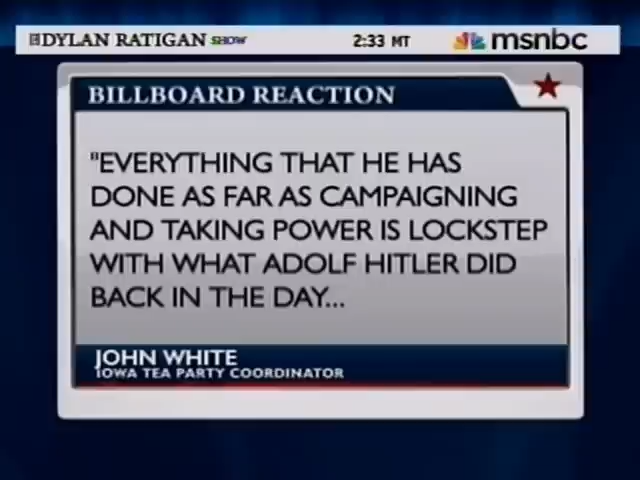 THE DYLAN RATIGAN SHOW 2:33 MT msnbc
BILLBOARD REACTION
"EVERYTHING THAT HE HAS
DONE AS FAR AS CAMPAIGNING
AND TAKING POWER IS LOCKSTEP
WITH WHAT ADOLF HITLER DID
BACK IN THE DAY...
JOHN WHITE
IOWA TEA PARTY COORDINATOR